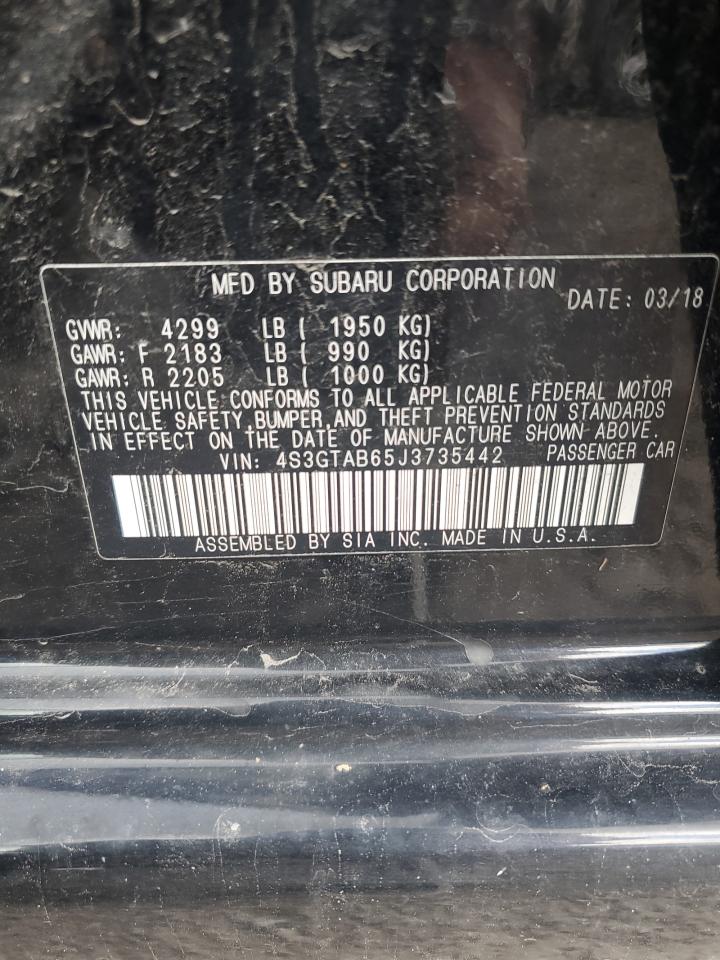 MFD BY SUBARU CORPORATION
DATE: 03/18
GVWR: 4299 LB ( 1950 KG)
GAWR: F 2183 LB ( 990 KG)
GAWR: R 2205 LB ( 1000 KG)
THIS VEHICLE CONFORMS TO ALL APPLICABLE FEDERAL MOTOR
VEHICLE SAFETY,BUMPER,AND THEFT PREVENTION STANDARDS
IN EFFECT ON THE DATE OF MANUFACTURE SHOWN ABOVE.
VIN: 4S3GTAB65J3735442 PASSENGER CAR
ASSEMBLED BY SIA INC. MADE IN U.S.A.